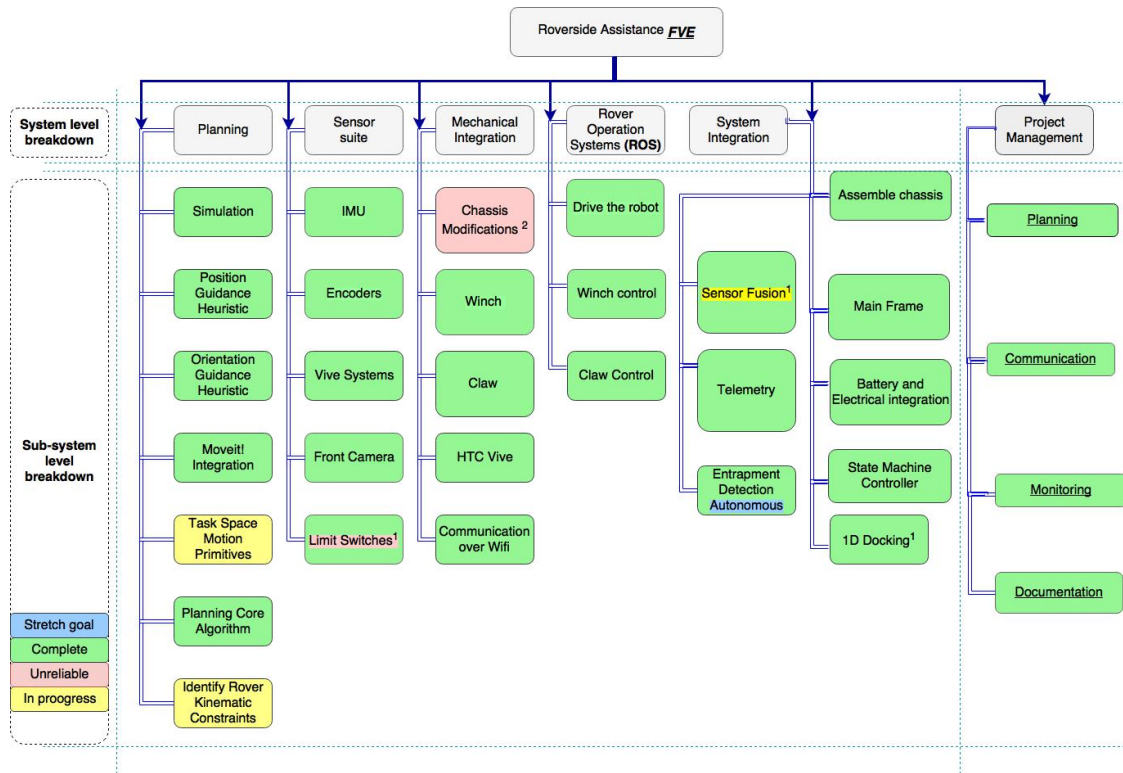 Roverside Assistance FVE
System level
breakdown
Planning
Sensor
suite
Mechanical
Integration
Rover
Operation
Systems (ROS)
System
Integration
Project
Management
Sub-system
level
breakdown
Simulation
Position
Guidance
Heuristic
Orientation
Guidance
Heuristic
Moveit!
Integration
Task Space
Motion
Primitives
Planning Core
Algorithm
Identify Rover
Kinematic
Constraints
IMU
Encoders
Vive Systems
Front Camera
Limit Switches¹
Chassis
Modifications ²
Winch
Claw
HTC Vive
Communication
over Wifi
Drive the robot
Winch control
Claw Control
Sensor Fusion¹
Telemetry
Entrapment
Detection
Autonomous
Assemble chassis
Main Frame
Battery and
Electrical integration
State Machine
Controller
1D Docking¹
Planning
Communication
Monitoring
Documentation
Stretch goal
Complete
Unreliable
In proogress